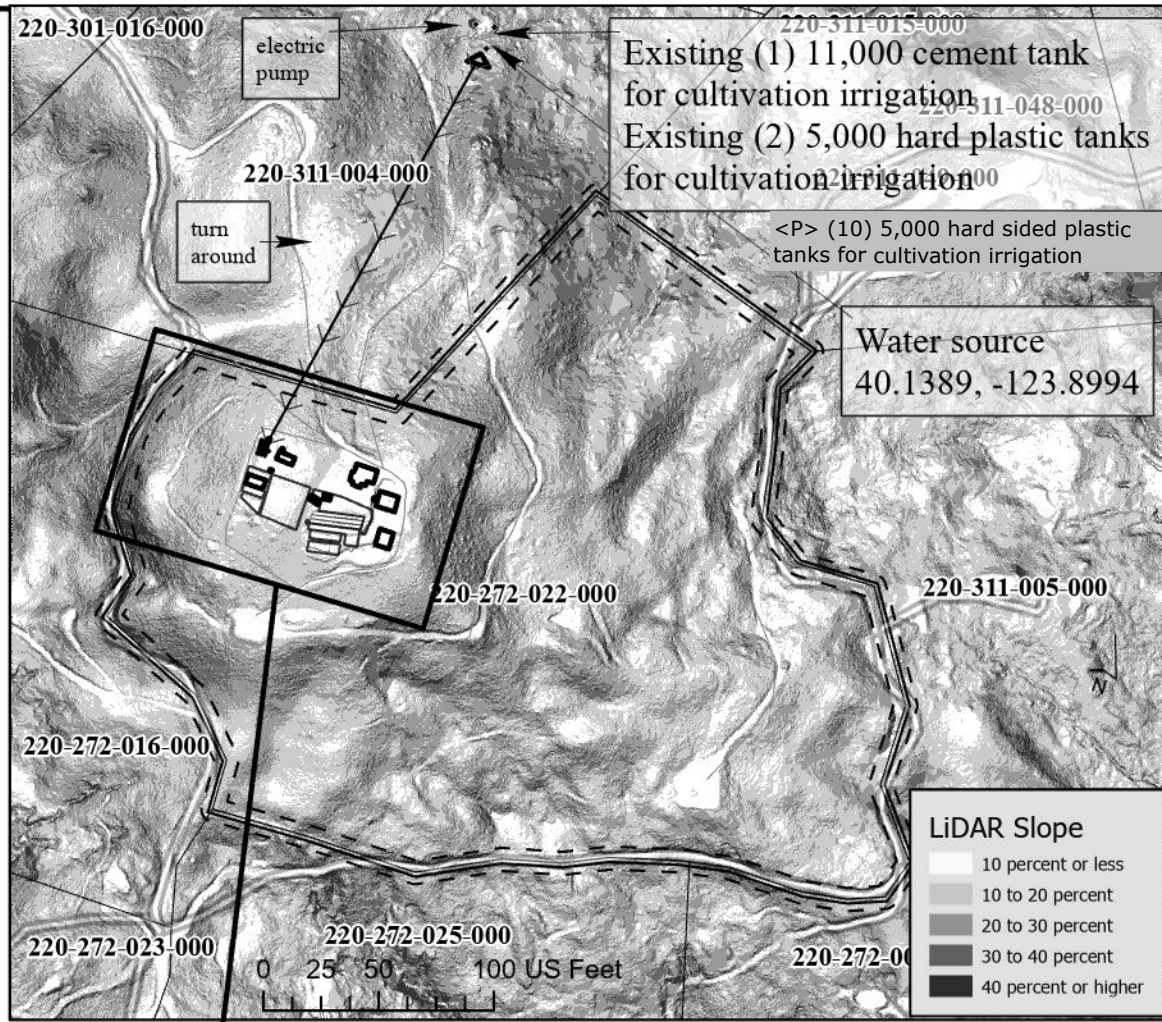 220-301-016-000
electric
pump
220-311-015-000
Existing (1) 11,000 cement tank
for cultivation irrigation
220-311-048-000
Existing (2) 5,000 hard plastic tanks
for cultivation irrigation
220-311-004-000
<P> (10) 5,000 hard sided plastic
tanks for cultivation irrigation
turn
around
Water source
40.1389, -123.8994
220-272-022-000
220-311-005-000
N
220-272-016-000
LiDAR Slope
10 percent or less
10 to 20 percent
20 to 30 percent
30 to 40 percent
40 percent or higher
220-272-023-000
220-272-025-000
220-272-00
0 25 50 100 US Feet